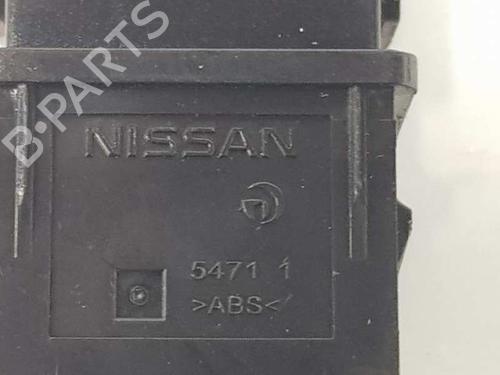 B-PARTS
NISSAN
5471 1
>ABS<